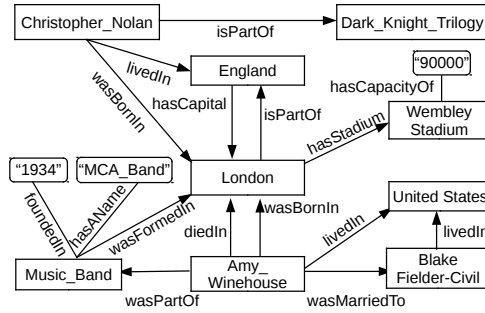 Christopher_Nolan
isPartOf
Dark_Knight_Trilogy
livedIn
wasBornIn
England
“90000”
hasCapital
isPartOf
hasCapacityOf
hasStadium
Wembley
Stadium
“1934”
“MCA_Band”
London
foundedIn
hasAName
wasFormedIn
diedIn
wasBornIn
livedIn
United States
livedIn
Music_Band
Amy_
Winehouse
Blake
Fielder-Civil
wasPartOf
wasMarriedTo